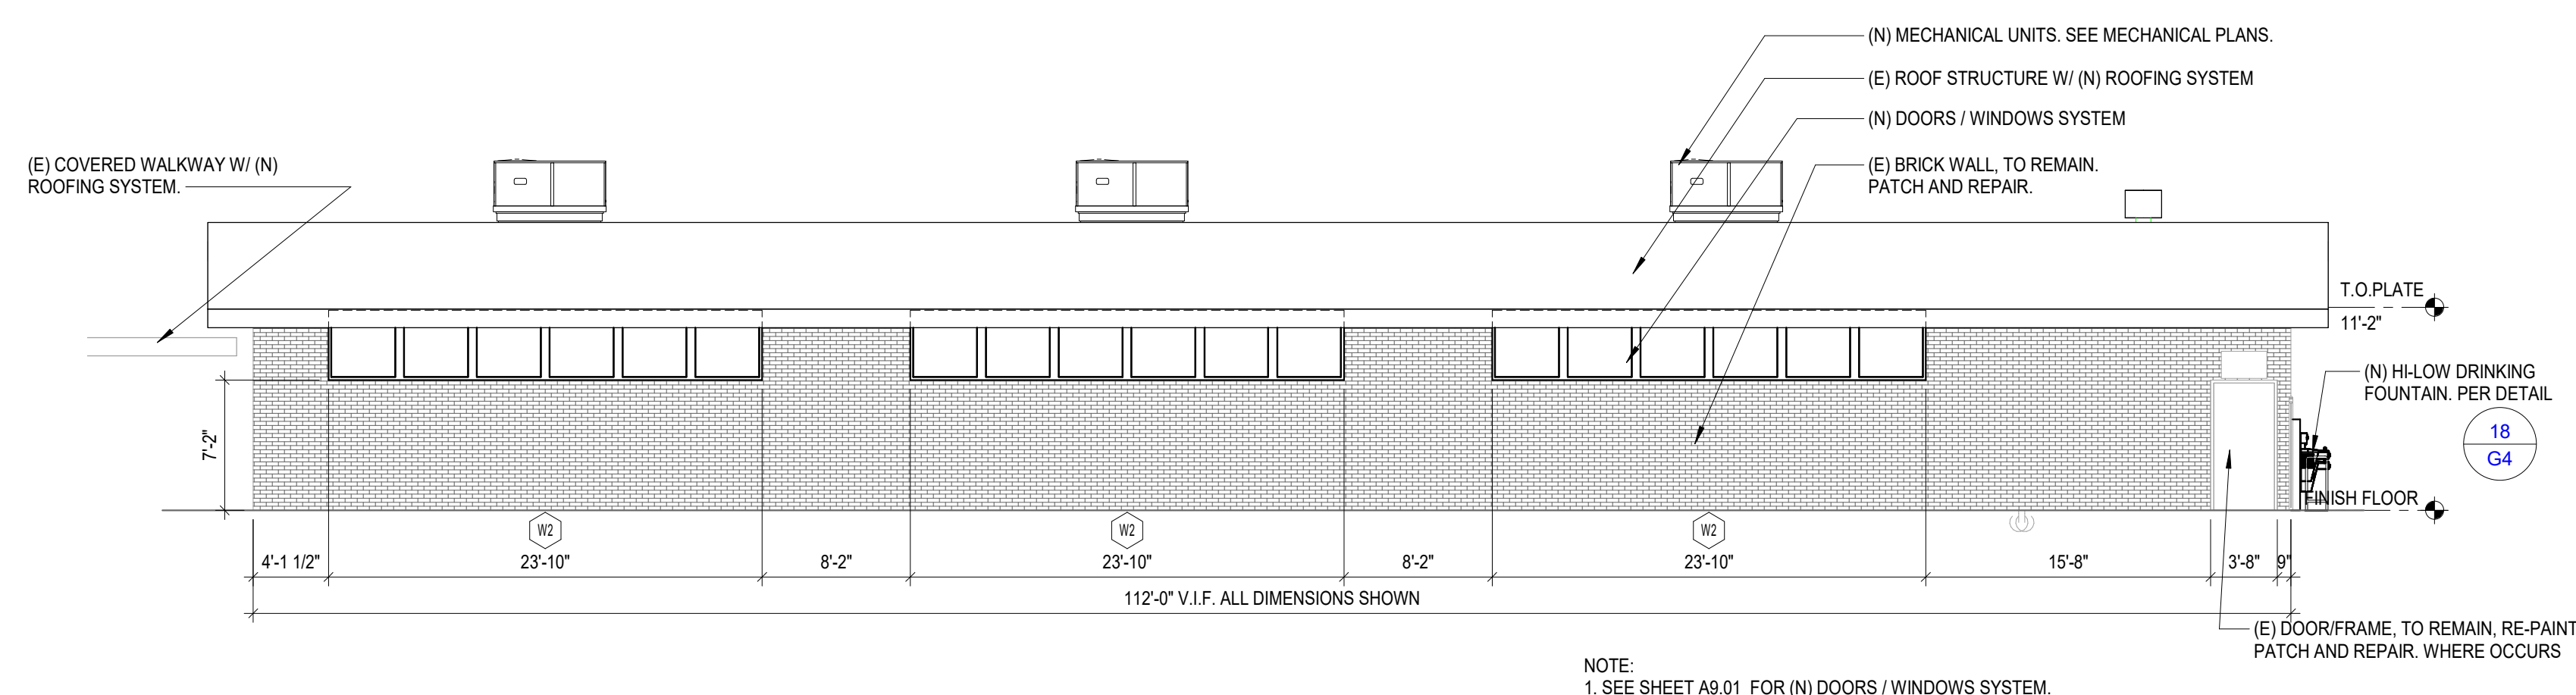 (N) MECHANICAL UNITS. SEE MECHANICAL PLANS.
(E) ROOF STRUCTURE W/ (N) ROOFING SYSTEM
(N) DOORS / WINDOWS SYSTEM
(E) COVERED WALKWAY W/ (N)
ROOFING SYSTEM.
(E) BRICK WALL, TO REMAIN.
PATCH AND REPAIR.
T.O.PLATE
11'-2"
(N) HI-LOW DRINKING
FOUNTAIN. PER DETAIL
18
G4
7'-2"
FINISH FLOOR
W2
W2
W2
4'-1 1/2"
23'-10"
8'-2"
23'-10"
8'-2"
23'-10"
15'-8"
3'-8"
9"
112'-0" V.I.F. ALL DIMENSIONS SHOWN
(E) DOOR/FRAME, TO REMAIN, RE-PAINT
PATCH AND REPAIR. WHERE OCCURS
NOTE:
1. SEE SHEET A9.01 FOR (N) DOORS / WINDOWS SYSTEM.